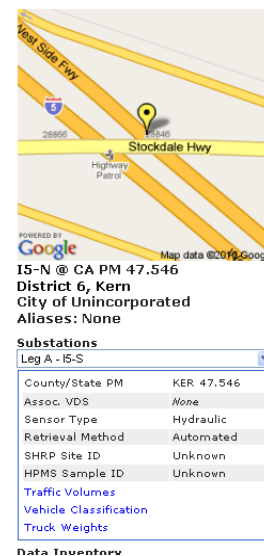 West Side Fwy
5
28866
28846
Stockdale Hwy
Highway
Patrol
POWERED BY
Google
Map data ©2010 Goog
I5-N @ CA PM 47.546
District 6, Kern
City of Unincorporated
Aliases: None
Substations
Leg A - I5-S
County/State PM KER 47.546
Assoc. VDS None
Sensor Type Hydraulic
Retrieval Method Automated
SHRP Site ID Unknown
HPMS Sample ID Unknown
Traffic Volumes
Vehicle Classification
Truck Weights
Data Inventory